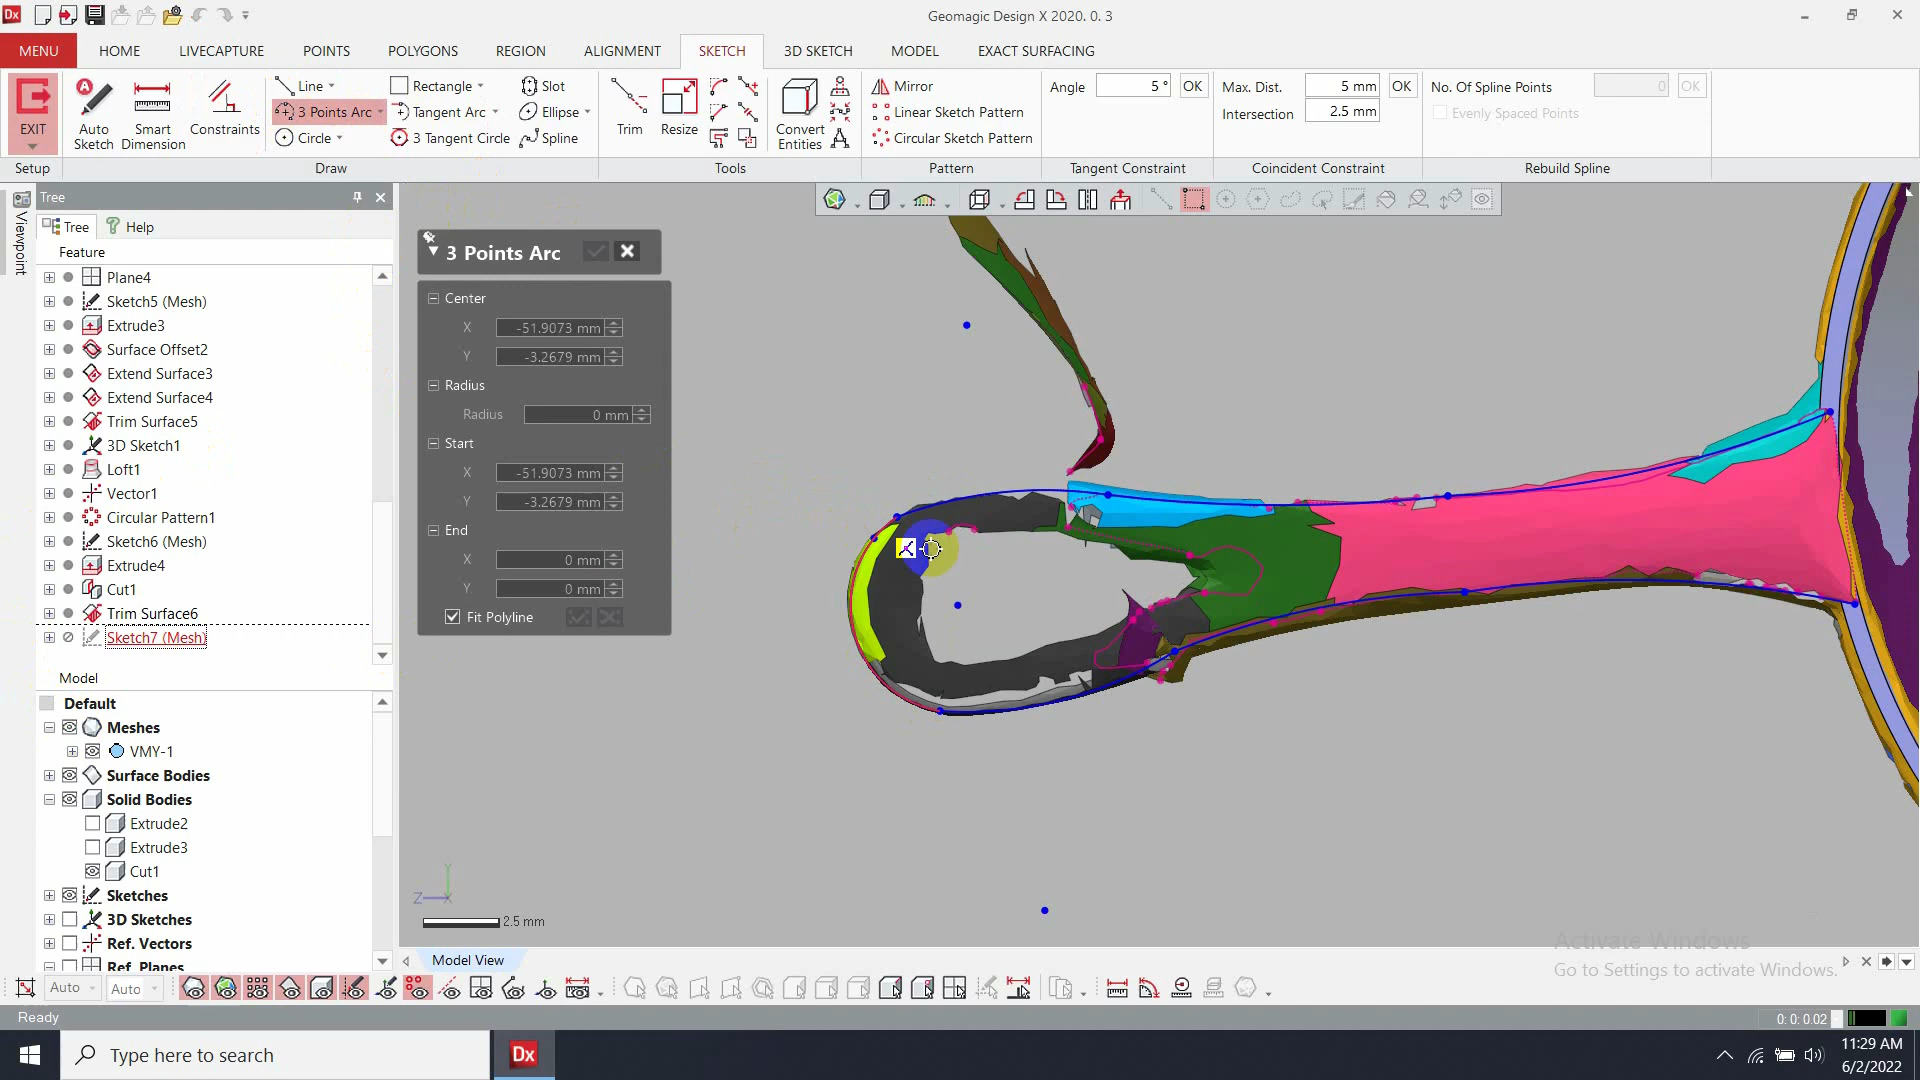 Dx
Geomagic Design X 2020. 0. 3
MENU HOME LIVECAPTURE POINTS POLYGONS REGION ALIGNMENT SKETCH 3D SKETCH MODEL EXACT SURFACING
EXIT
Auto Sketch
Smart Dimension
Constraints
Line
3 Points Arc
Circle
Rectangle
Tangent Arc
3 Tangent Circle
Slot
Ellipse
Spline
Trim
Resize
Convert Entities
Mirror
Linear Sketch Pattern
Circular Sketch Pattern
Angle 5 ° OK
Max. Dist. 5 mm OK
Intersection 2.5 mm
No. Of Spline Points 0 OK
Evenly Spaced Points
Setup Draw Tools Pattern Tangent Constraint Coincident Constraint Rebuild Spline
Viewpoint
Tree
Tree Help
Feature
Plane4
Sketch5 (Mesh)
Extrude3
Surface Offset2
Extend Surface3
Extend Surface4
Trim Surface5
3D Sketch1
Loft1
Vector1
Circular Pattern1
Sketch6 (Mesh)
Extrude4
Cut1
Trim Surface6
Sketch7 (Mesh)
Model
Default
Meshes
VMY-1
Surface Bodies
Solid Bodies
Extrude2
Extrude3
Cut1
Sketches
3D Sketches
Ref. Vectors
Ref. Planes
3 Points Arc
Center
X -51.9073 mm
Y -3.2679 mm
Radius
Radius 0 mm
Start
X -51.9073 mm
Y -3.2679 mm
End
X 0 mm
Y 0 mm
Fit Polyline
Y
Z X
2.5 mm
Activate Windows
Go to Settings to activate Windows.
Model View
Auto Auto
Ready
0: 0: 0.02
Type here to search
Dx
11:29 AM
6/2/2022